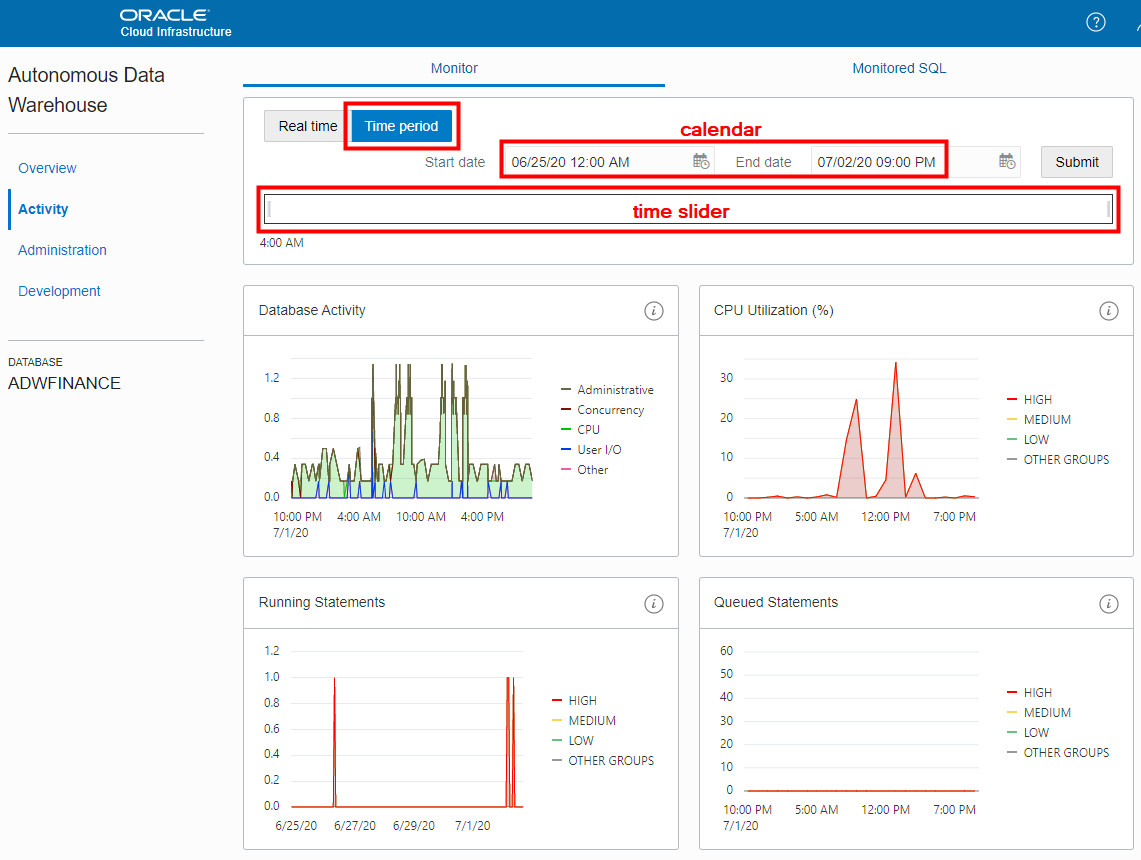 ORACLE
Cloud Infrastructure
Autonomous Data
Warehouse
Overview
Activity
Administration
Development
DATABASE
ADWFINANCE
Monitor
Monitored SQL
Real time
Time period
calendar
Start date
06/25/20 12:00 AM
End date
07/02/20 09:00 PM
Submit
time slider
4:00 AM
Database Activity
1.2
0.8
0.4
0.0
10:00 PM 4:00 AM 10:00 AM 4:00 PM
7/1/20
Administrative
Concurrency
CPU
User I/O
Other
CPU Utilization (%)
30
20
10
0
10:00 PM 5:00 AM 12:00 PM 7:00 PM
7/1/20
HIGH
MEDIUM
LOW
OTHER GROUPS
Running Statements
1.2
1.0
0.8
0.6
0.4
0.2
0.0
6/25/20 6/27/20 6/29/20 7/1/20
HIGH
MEDIUM
LOW
OTHER GROUPS
Queued Statements
60
50
40
30
20
10
0
10:00 PM 5:00 AM 12:00 PM 7:00 PM
7/1/20
HIGH
MEDIUM
LOW
OTHER GROUPS